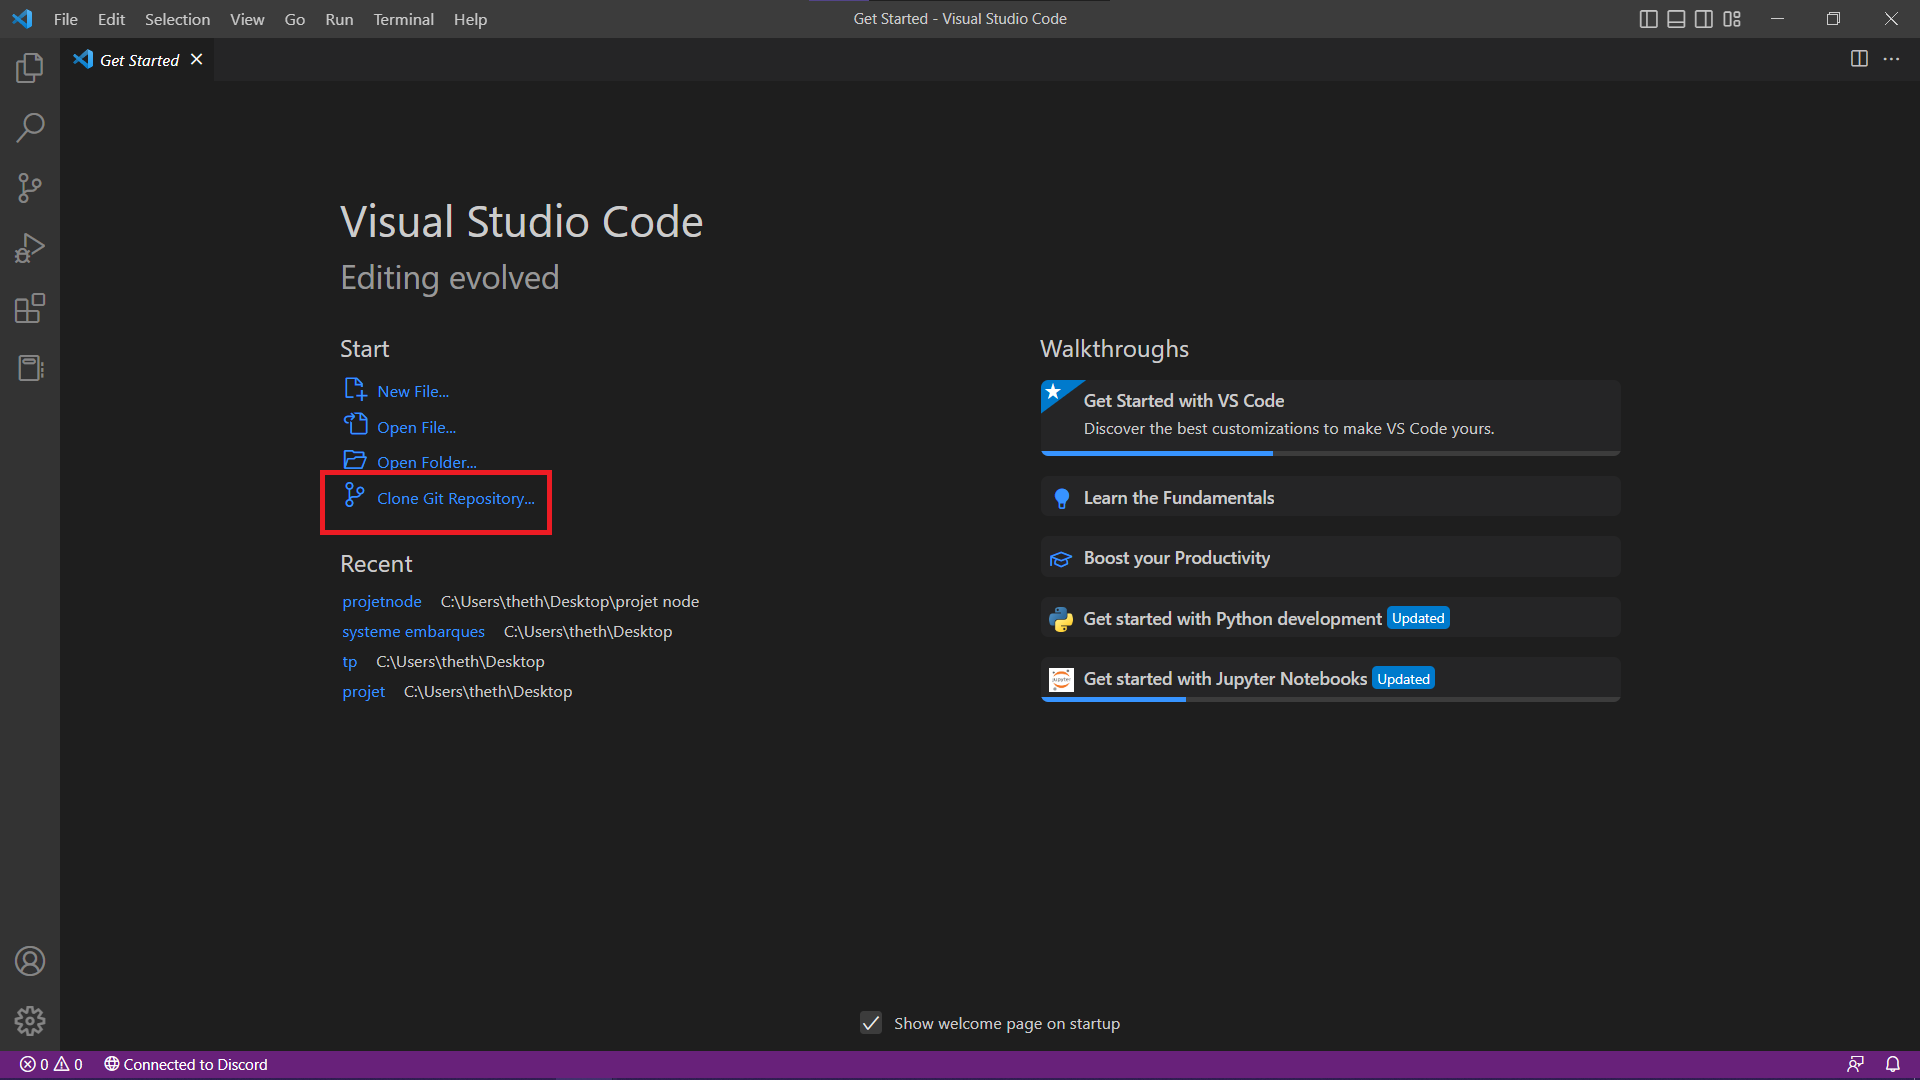 File Edit Selection View Go Run Terminal Help
Get Started - Visual Studio Code
Get Started
Visual Studio Code
Editing evolved
Start
New File...
Open File...
Open Folder...
Clone Git Repository...
Recent
projetnode C:\Users\theth\Desktop\projet node
systeme embarques C:\Users\theth\Desktop
tp C:\Users\theth\Desktop
projet C:\Users\theth\Desktop
Walkthroughs
Get Started with VS Code
Discover the best customizations to make VS Code yours.
Learn the Fundamentals
Boost your Productivity
Get started with Python development Updated
Get started with Jupyter Notebooks Updated
Show welcome page on startup
0 0 Connected to Discord